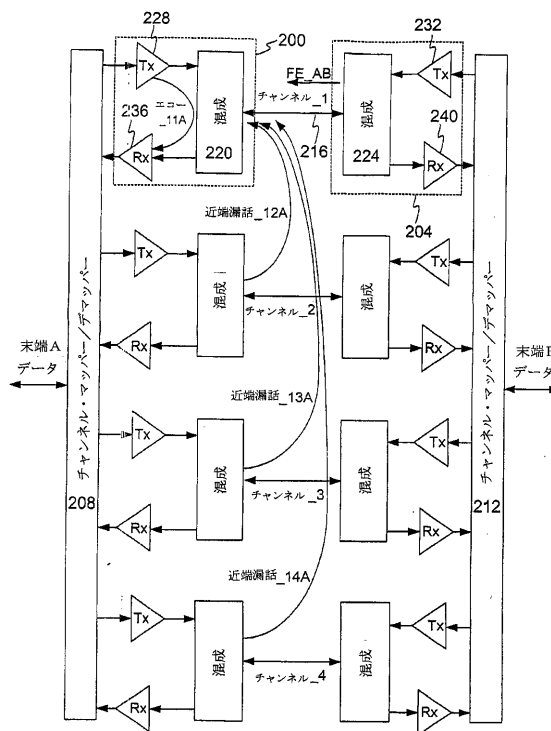 228
200
232
Tx
混成
FE_AB
チャンネル_1
混成
Tx
エコー
_11A
236
Rx
220
216
224
240
Rx
204
近端漏話_12A
Tx
混成
チャンネル_2
混成
Tx
Rx
Rx
末端A
データ
チャンネル・マッパー/デマッパー
208
チャンネル・マッパー/デマッパー
212
データ
近端漏話_13A
Tx
混成
チャンネル_3
混成
Tx
Rx
Rx
近端漏話_14A
Tx
混成
チャンネル_4
混成
Tx
Rx
Rx